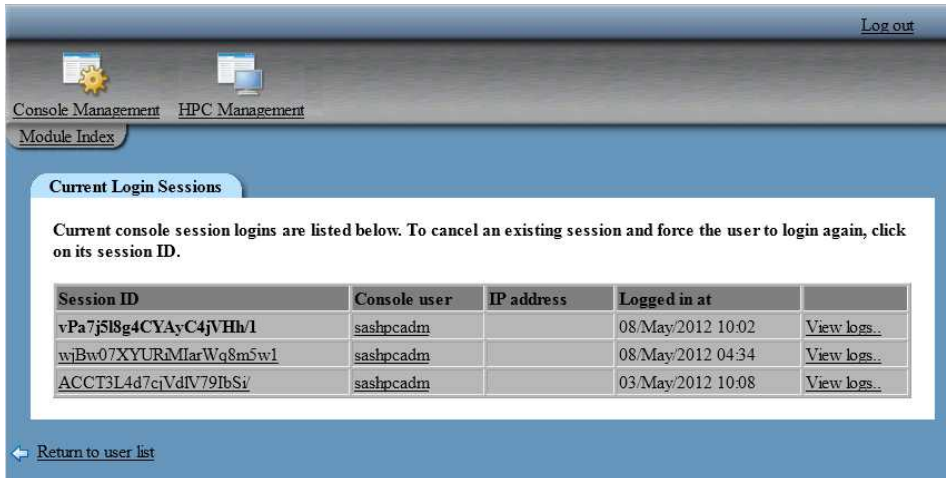 Log out
Console Management HPC Management
Module Index
Current Login Sessions
Current console session logins are listed below. To cancel an existing session and force the user to login again, click
on its session ID.
Session ID Console user IP address Logged in at
vPa7j5l8g4CYAyC4jVHh/1 sashpcadm 08/May/2012 10:02 View logs..
wjBw07XYURiMIarWq8m5w1 sashpcadm 08/May/2012 04:34 View logs..
ACCT3L4d7cjVdlV79IbSi/ sashpcadm 03/May/2012 10:08 View logs..
Return to user list